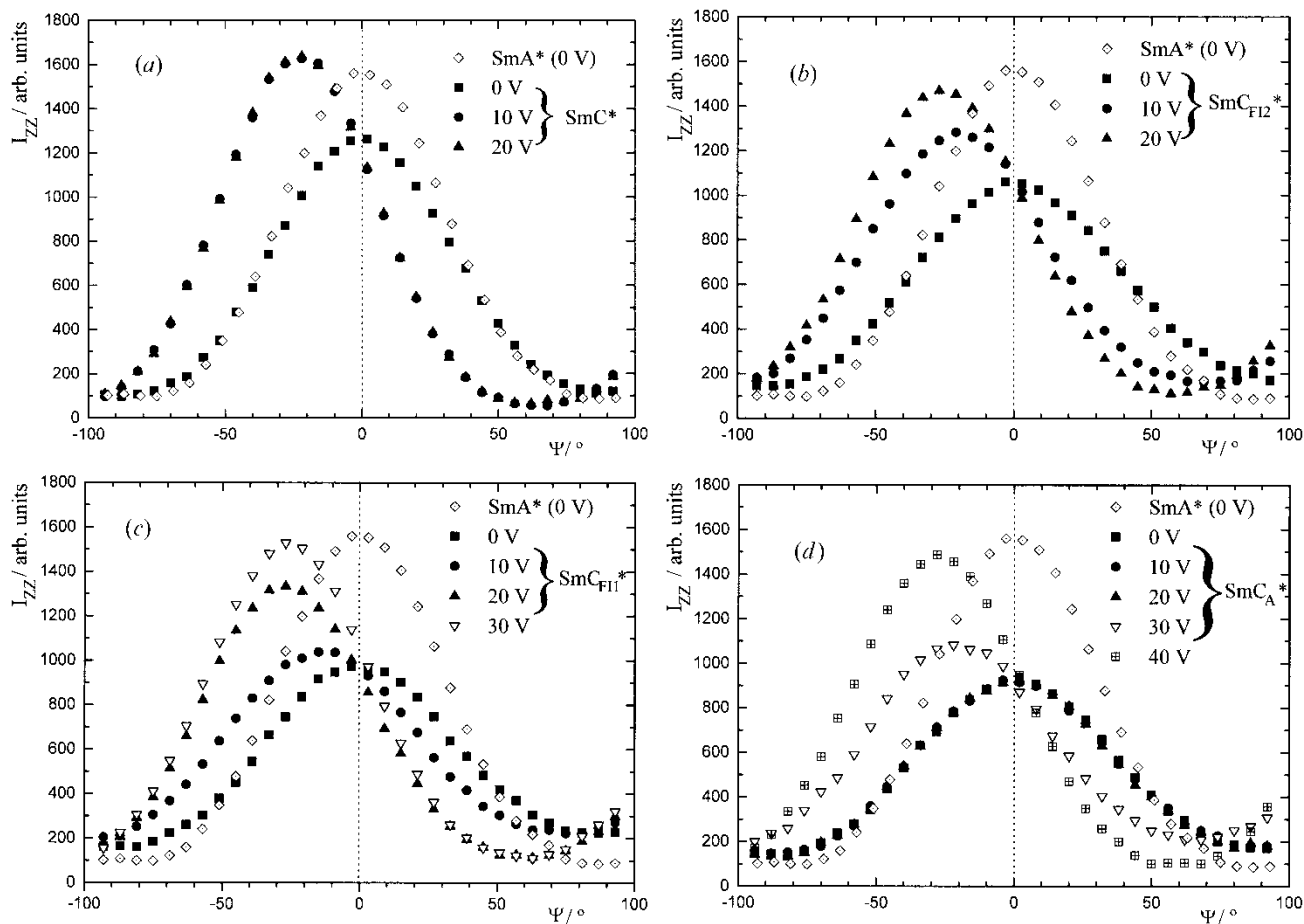 1800
1600
1400
1200
1000
800
600
400
200
0
-100
-50
0
50
100
I_ZZ / arb. units
Ψ/ °
(a)
SmA* (0 V)
0 V
10 V
20 V
SmC*
1800
1600
1400
1200
1000
800
600
400
200
0
-100
-50
0
50
100
I_ZZ / arb. units
Ψ/ °
(b)
SmA* (0 V)
0 V
10 V
20 V
SmC_FI2*
1800
1600
1400
1200
1000
800
600
400
200
0
-100
-50
0
50
100
I_ZZ / arb. units
Ψ/ °
(c)
SmA* (0 V)
0 V
10 V
20 V
30 V
SmC_FI1*
1800
1600
1400
1200
1000
800
600
400
200
0
-100
-50
0
50
100
I_ZZ / arb. units
Ψ/ °
(d)
SmA* (0 V)
0 V
10 V
20 V
30 V
40 V
SmC_A*